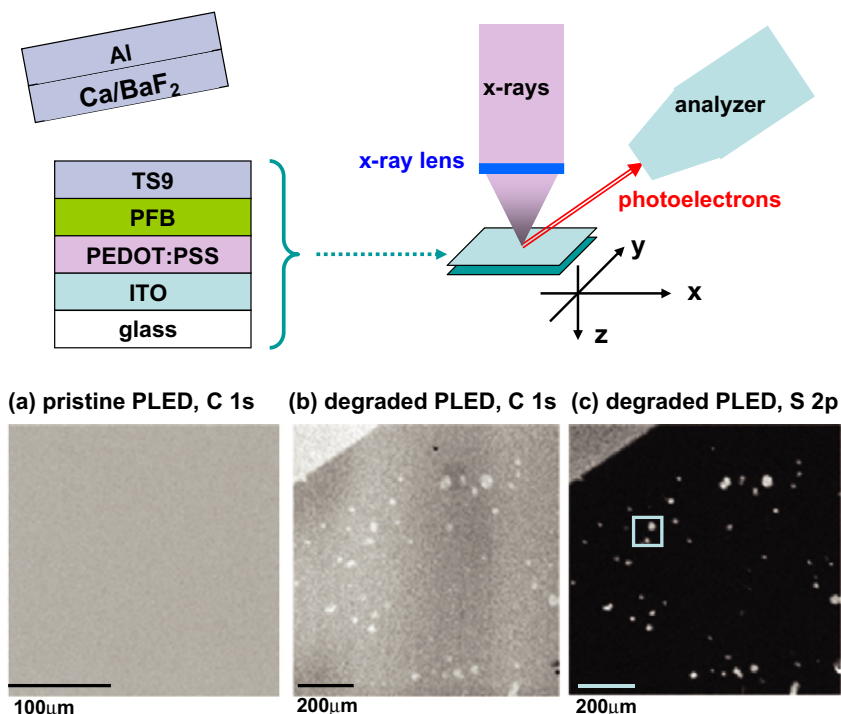 Al
Ca/BaF₂
x-rays
analyzer
x-ray lens
photoelectrons
TS9
PFB
PEDOT:PSS
ITO
glass
y
x
z
(a) pristine PLED, C 1s
(b) degraded PLED, C 1s
(c) degraded PLED, S 2p
100µm
200µm
200µm